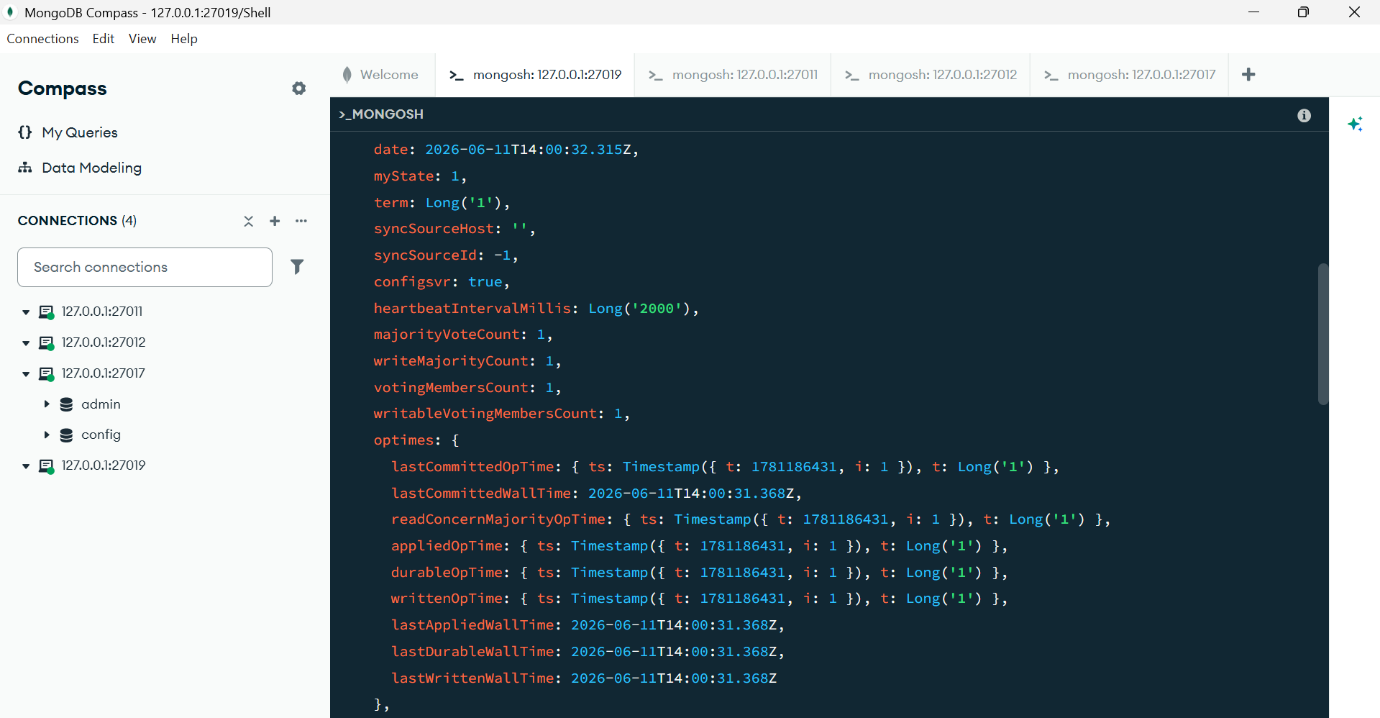 MongoDB Compass - 127.0.0.1:27019/Shell
Connections Edit View Help
Compass
My Queries
Data Modeling
CONNECTIONS (4)
Search connections
127.0.0.1:27011
127.0.0.1:27012
127.0.0.1:27017
admin
config
127.0.0.1:27019
Welcome
>_ mongosh: 127.0.0.1:27019
>_ mongosh: 127.0.0.1:27011
>_ mongosh: 127.0.0.1:27012
>_ mongosh: 127.0.0.1:27017
>_MONGOSH
date: 2026-06-11T14:00:32.315Z,
myState: 1,
term: Long('1'),
syncSourceHost: '',
syncSourceId: -1,
configsvr: true,
heartbeatIntervalMillis: Long('2000'),
majorityVoteCount: 1,
writeMajorityCount: 1,
votingMembersCount: 1,
writableVotingMembersCount: 1,
optimes: {
lastCommittedOpTime: { ts: Timestamp({ t: 1781186431, i: 1 }), t: Long('1') },
lastCommittedWallTime: 2026-06-11T14:00:31.368Z,
readConcernMajorityOpTime: { ts: Timestamp({ t: 1781186431, i: 1 }), t: Long('1') },
appliedOpTime: { ts: Timestamp({ t: 1781186431, i: 1 }), t: Long('1') },
durableOpTime: { ts: Timestamp({ t: 1781186431, i: 1 }), t: Long('1') },
writtenOpTime: { ts: Timestamp({ t: 1781186431, i: 1 }), t: Long('1') },
lastAppliedWallTime: 2026-06-11T14:00:31.368Z,
lastDurableWallTime: 2026-06-11T14:00:31.368Z,
lastWrittenWallTime: 2026-06-11T14:00:31.368Z
},